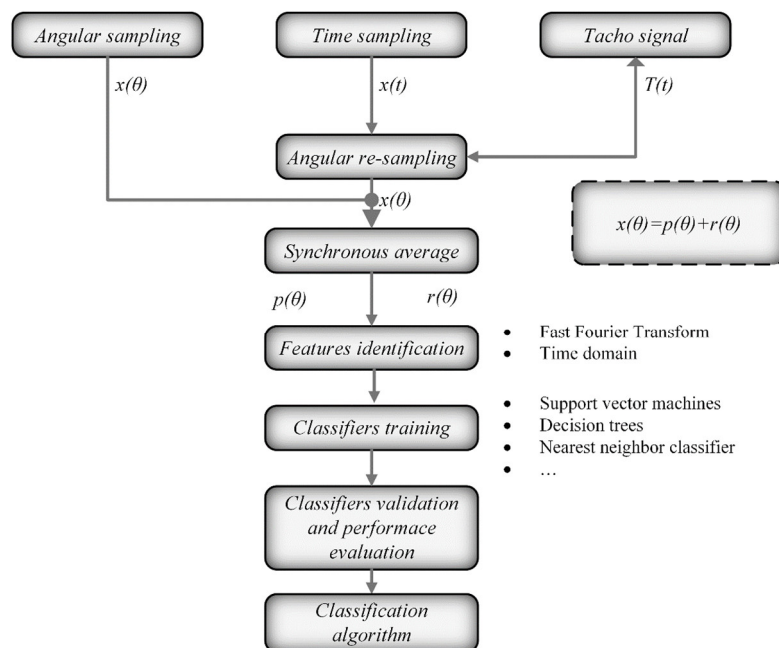 Angular sampling
Time sampling
Tacho signal
x(θ)
x(t)
T(t)
Angular re-sampling
x(θ)
x(θ)=p(θ)+r(θ)
Synchronous average
p(θ)
r(θ)
Features identification
• Fast Fourier Transform
• Time domain
Classifiers training
• Support vector machines
• Decision trees
• Nearest neighbor classifier
• …
Classifiers validation
and performace
evaluation
Classification
algorithm